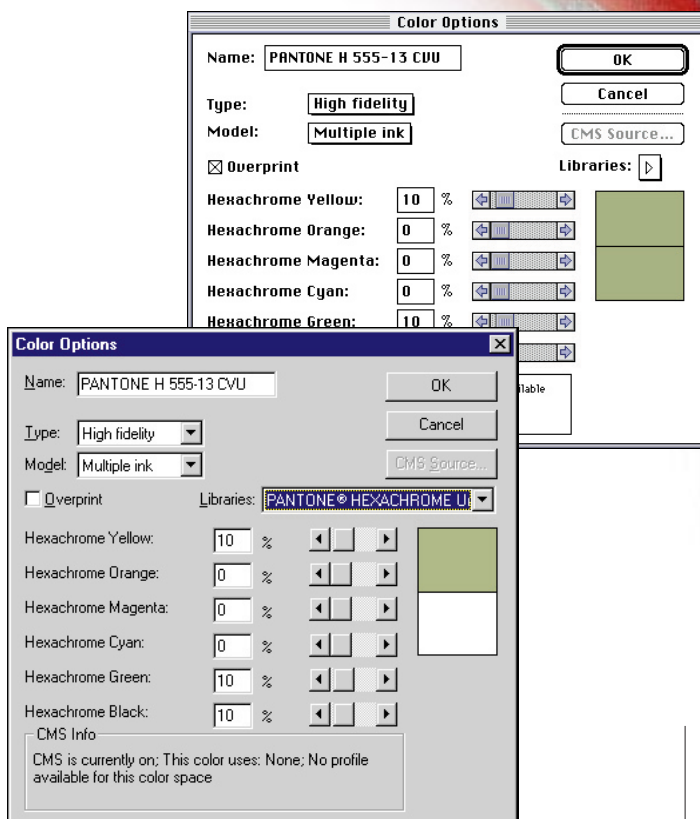 Color Options
Name: PANTONE H 555-13 CVU
OK
Type: High fidelity
Cancel
Model: Multiple ink
CMS Source...
Overprint
Libraries:
Hexachrome Yellow: 10 %
Hexachrome Orange: 0 %
Hexachrome Magenta: 0 %
Hexachrome Cyan: 0 %
Hexachrome Green: 10 %
Color Options
Name: PANTONE H 555-13 CVU
OK
Type: High fidelity
Cancel
Model: Multiple ink
CMS Source...
Overprint
Libraries: PANTONE® HEXACHROME
Hexachrome Yellow: 10 %
Hexachrome Orange: 0 %
Hexachrome Magenta: 0 %
Hexachrome Cyan: 0 %
Hexachrome Green: 10 %
Hexachrome Black: 10 %
CMS Info
CMS is currently on; This color uses: None; No profile
available for this color space